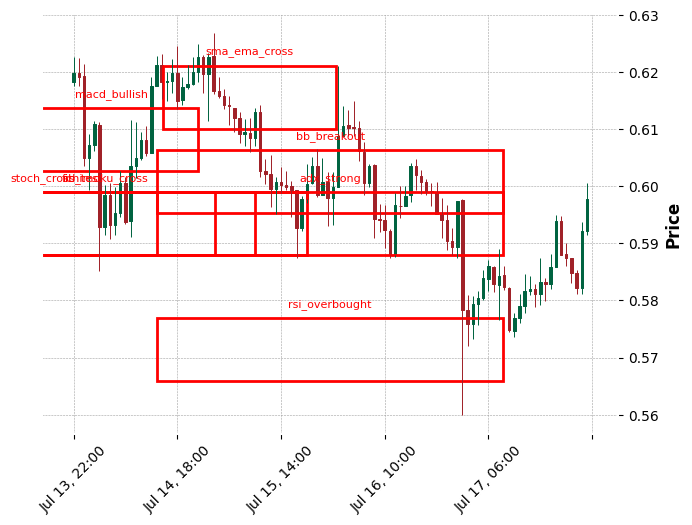 0.63
sma_ema_cross
0.62
macd_bullish
0.61
bb_breakout
stoch_cross
adx_strong
0.60
0.59
rsi_overbought
0.58
0.57
0.56
Price
Jul 13, 22:00
Jul 14, 18:00
Jul 15, 14:00
Jul 16, 10:00
Jul 17, 06:00